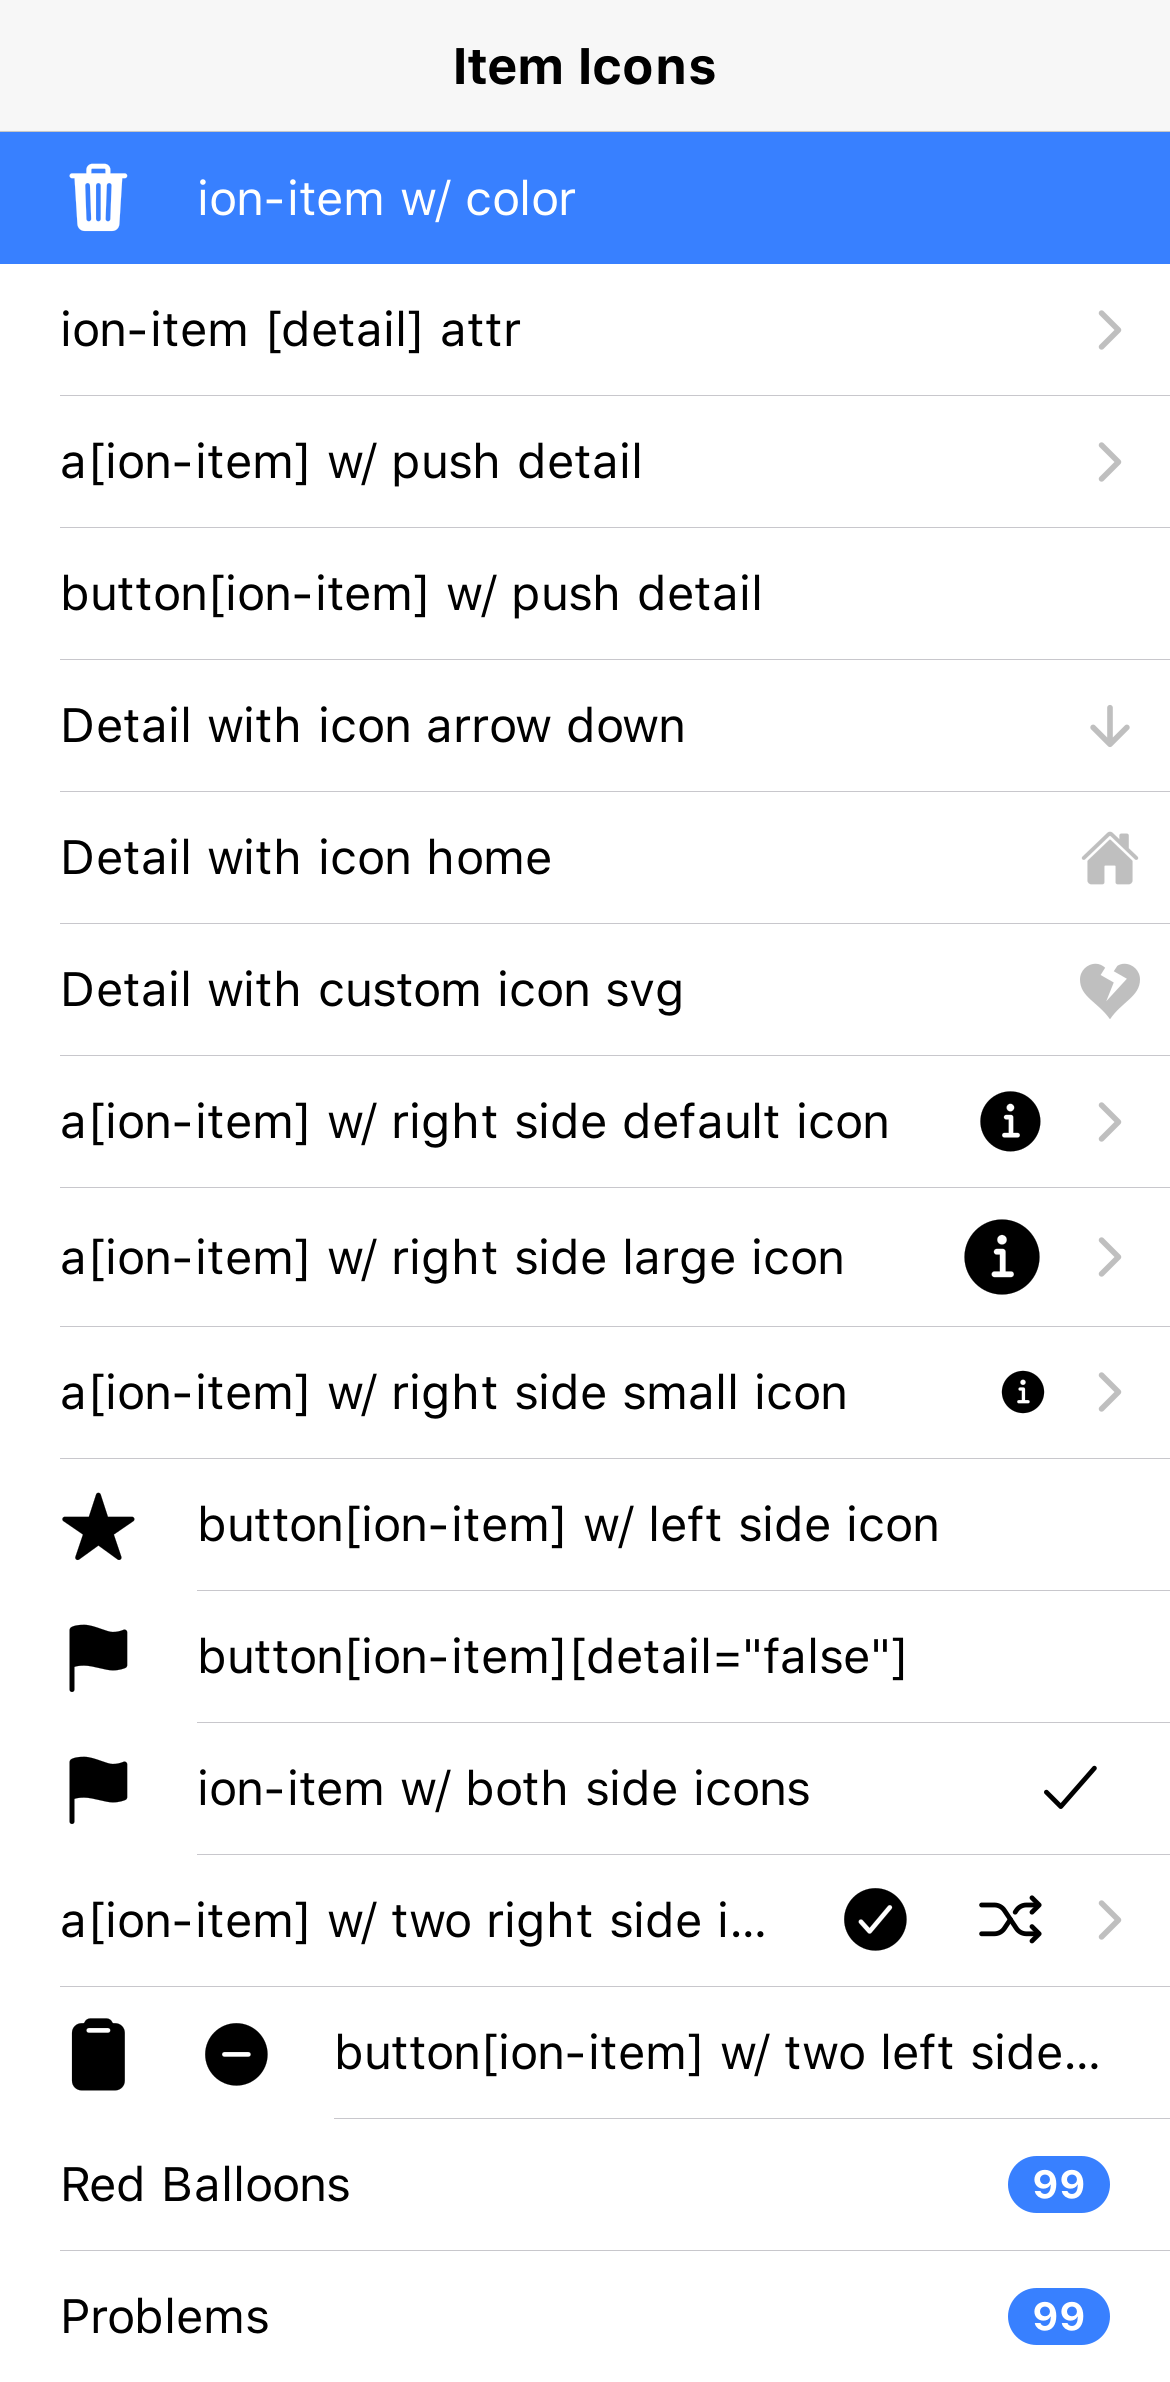 Item Icons
ion-item w/ color
ion-item [detail] attr
a[ion-item] w/ push detail
button[ion-item] w/ push detail
Detail with icon arrow down
Detail with icon home
Detail with custom icon svg
a[ion-item] w/ right side default icon
a[ion-item] w/ right side large icon
a[ion-item] w/ right side small icon
button[ion-item] w/ left side icon
button[ion-item][detail="false"]
ion-item w/ both side icons
a[ion-item] w/ two right side i...
button[ion-item] w/ two left side...
Red Balloons 99
Problems 99